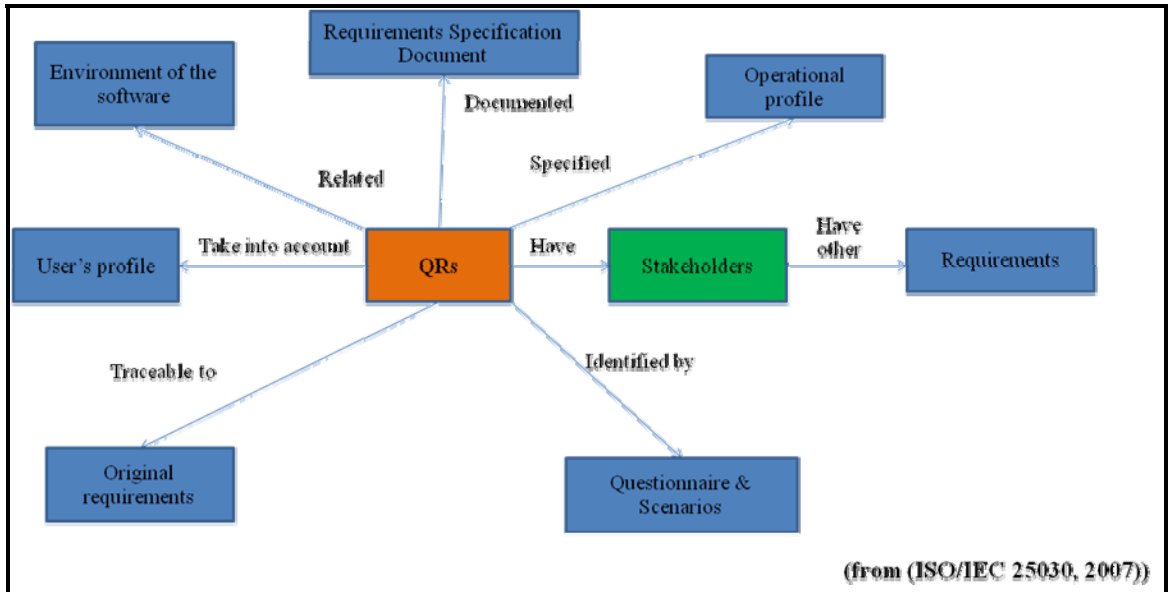 Requirements Specification
Document
Environment of the
software
Operational
profile
Documented
Specified
Related
User's profile
Take into account
QRs
Have
Stakeholders
Have
other
Requirements
Traceable to
Identified by
Original
requirements
Questionnaire &
Scenarios
(from (ISO/IEC 25030, 2007))